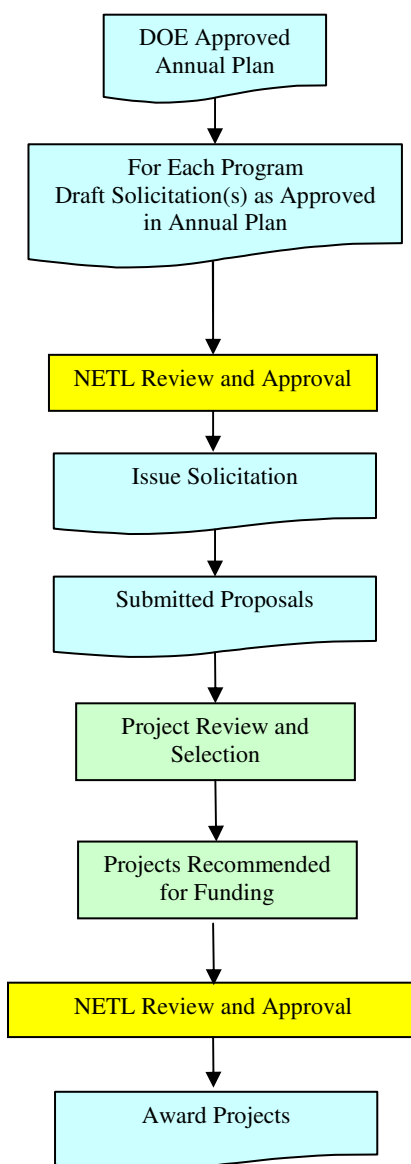 DOE Approved
Annual Plan
For Each Program
Draft Solicitation(s) as Approved
in Annual Plan
NETL Review and Approval
Issue Solicitation
Submitted Proposals
Project Review and
Selection
Projects Recommended
for Funding
NETL Review and Approval
Award Projects